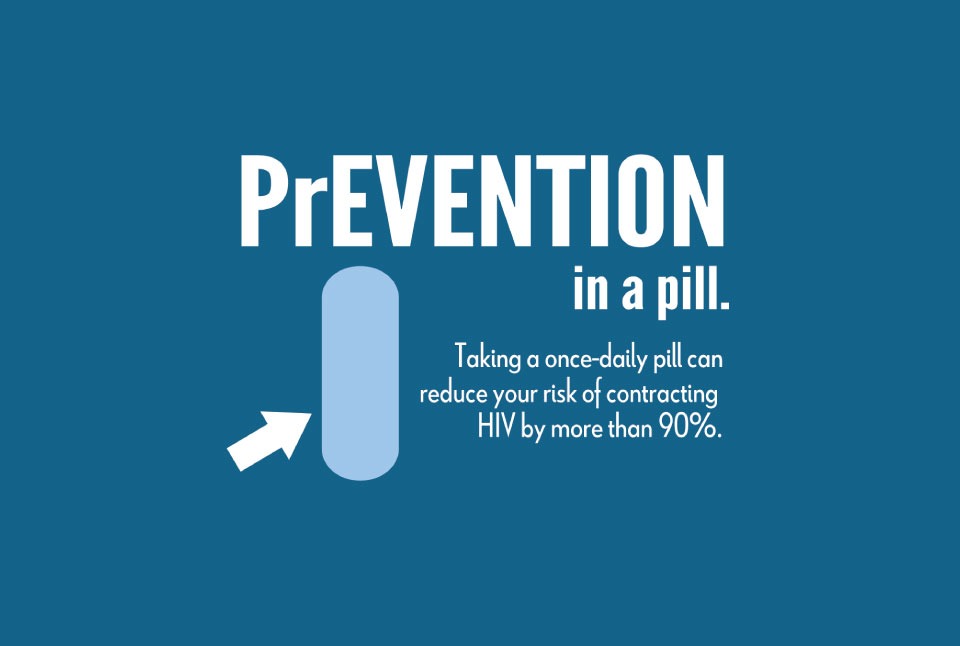 PrEVENTION
in a pill.
Taking a once-daily pill can
reduce your risk of contracting
HIV by more than 90%.